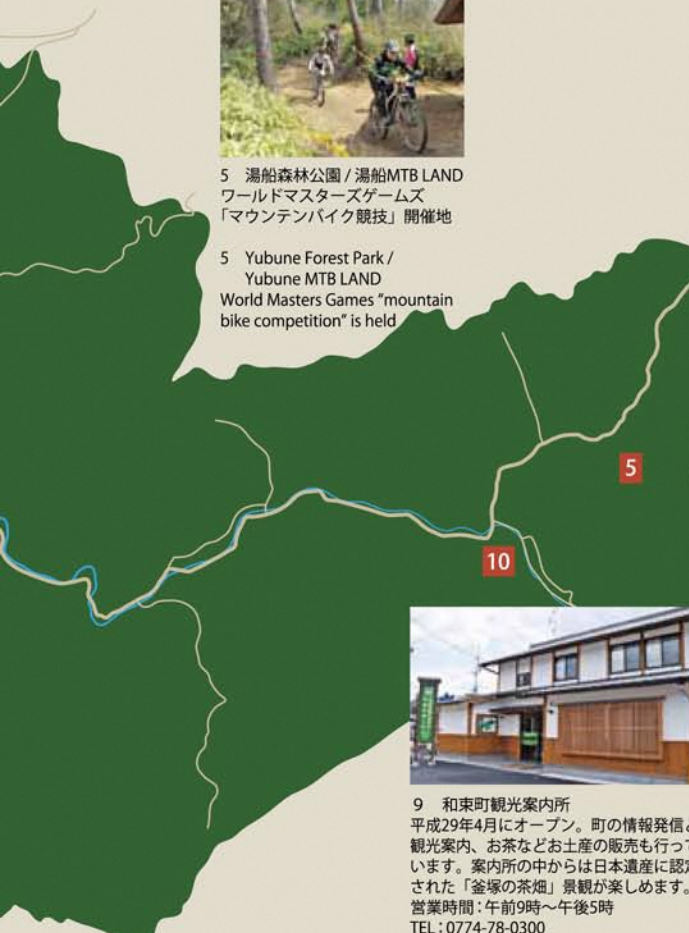 5 湯船森林公園 / 湯船MTB LAND
ワールドマスターズゲームズ
「マウンテンバイク競技」開催地
5 Yubune Forest Park /
Yubune MTB LAND
World Masters Games “mountain
bike competition” is held
5
10
9 和束町観光案内所
平成29年4月にオープン。町の情報発信と
観光案内、お茶などお土産の販売も行って
います。案内所の中からは日本遺産に認定
された「釜塚の茶畑」景観が楽しめます。
営業時間：午前9時～午後5時
TEL：0774-78-0300